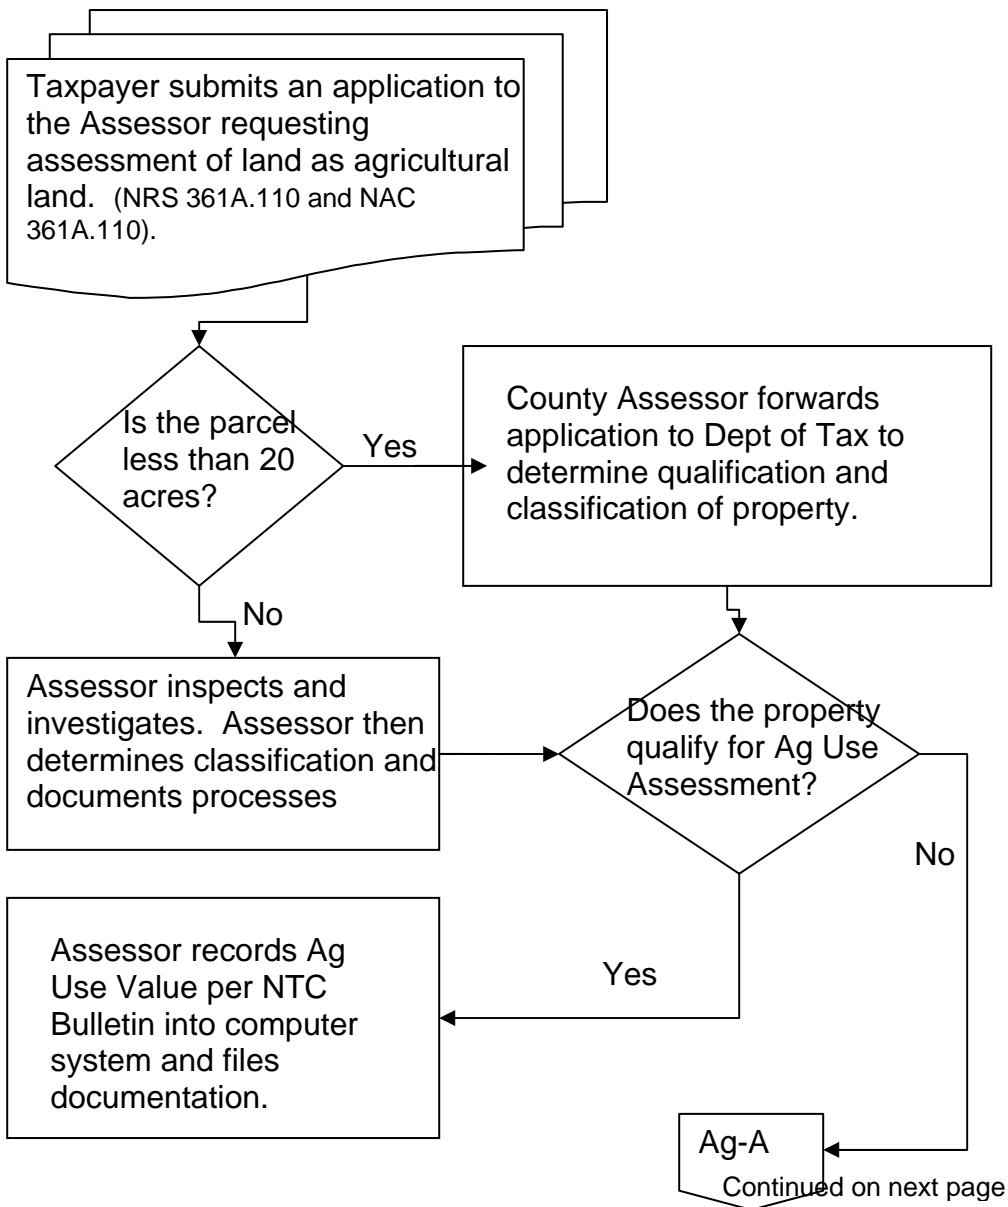 Taxpayer submits an application to
the Assessor requesting
assessment of land as agricultural
land.  (NRS 361A.110 and NAC
361A.110).
Is the parcel
less than 20
acres?
Yes
County Assessor forwards
application to Dept of Tax to
determine qualification and
classification of property.
No
Assessor inspects and
investigates.  Assessor then
determines classification and
documents processes
Does the property
qualify for Ag Use
Assessment?
No
Yes
Assessor records Ag
Use Value per NTC
Bulletin into computer
system and files
documentation.
Ag-A
Continued on next page